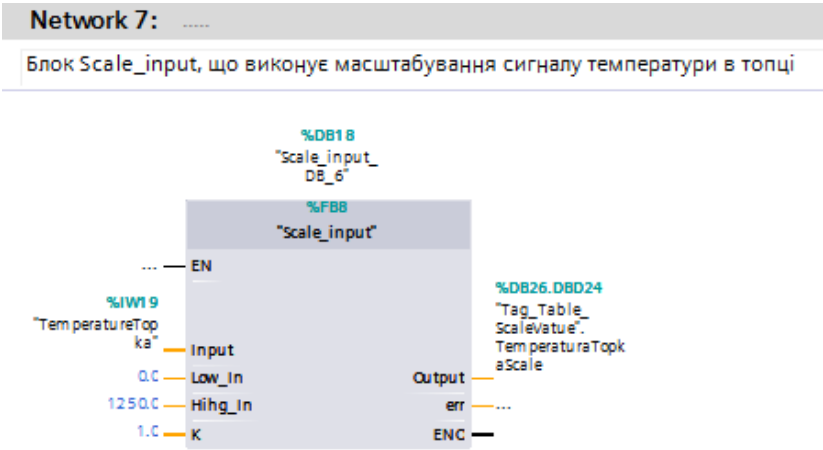 Network 7: .....
Блок Scale_input, що виконує масштабування сигналу температури в топці
%DB18
"Scale_input_
DB_6"
%FB8
"Scale_input"
... EN
%IW19
"TemperatureTop
ka" Input
0.0 Low_In
1250.0 Hihg_In
1.0 K
%DB26.DBD24
"Tag_Table_
ScaleVatue".
TemperaturaTopk
aScale
Output
err ...
ENO